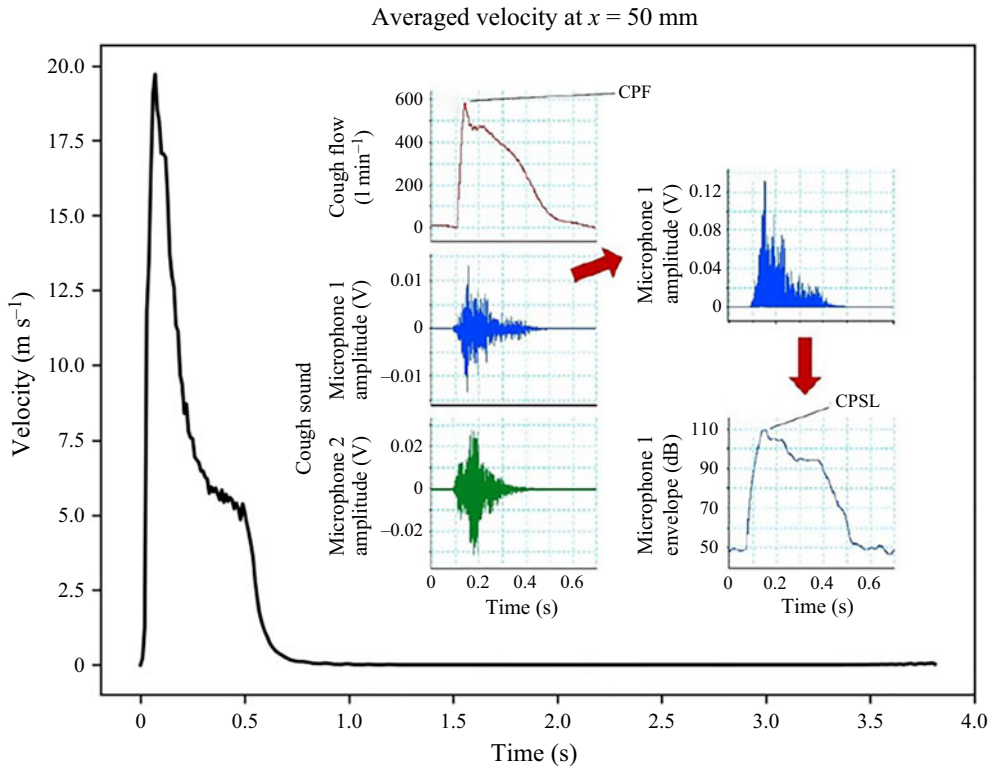 Averaged velocity at x = 50 mm
Velocity (m s⁻¹)
20.0
17.5
15.0
12.5
10.0
7.5
5.0
2.5
0
0 0.5 1.0 1.5 2.0 2.5 3.0 3.5 4.0
Time (s)
Cough flow
(1 min⁻¹)
600
400
200
0
CPF
Cough sound
Microphone 1
amplitude (V)
0.01
0
–0.01
Microphone 2
amplitude (V)
0.02
0
–0.02
0 0.2 0.4 0.6
Time (s)
Microphone 1
amplitude (V)
0.12
0.08
0.04
0
CPSL
Microphone 1
envelope (dB)
110
90
70
50
0 0.2 0.4 0.6
Time (s)